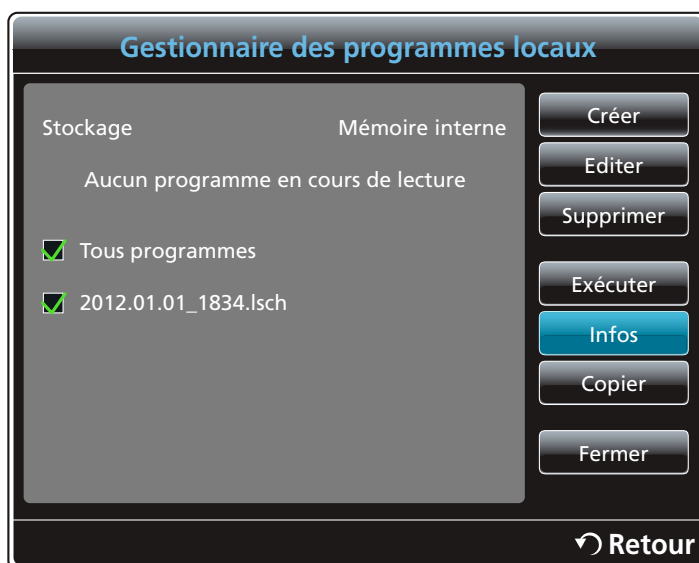 Gestionnaire des programmes locaux
Stockage Mémoire interne
Aucun programme en cours de lecture
Tous programmes
2012.01.01_1834.lsch
Créer
Editer
Supprimer
Exécuter
Infos
Copier
Fermer
Retour